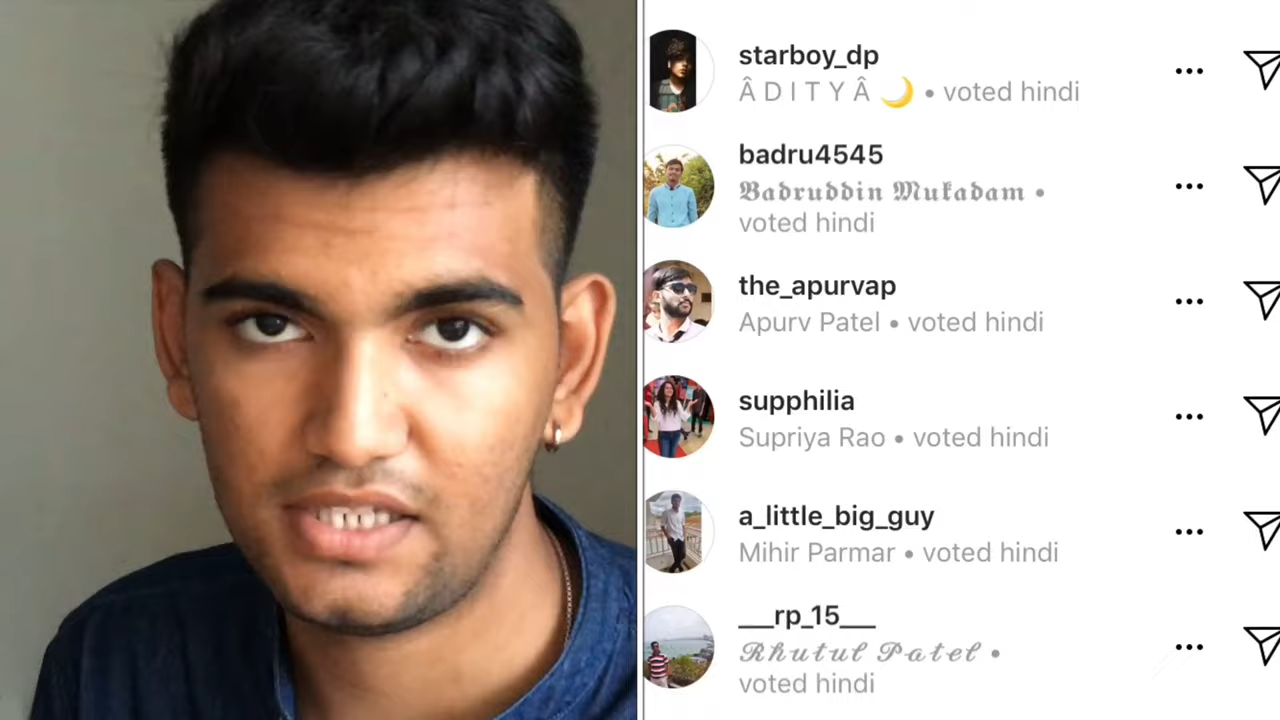 starboy_dp
Â D I T Y Â 🌙 • voted hindi
badru4545
𝕭𝖆𝖉𝖗𝖚𝖉𝖉𝖎𝖓 𝕸𝖚𝖐𝖆𝖉𝖆𝖒 •
voted hindi
the_apurvap
Apurv Patel • voted hindi
supphilia
Supriya Rao • voted hindi
a_little_big_guy
Mihir Parmar • voted hindi
___rp_15___
𝓡𝓱𝓾𝓽𝓾𝓵 𝓟𝓪𝓽𝓮𝓵 •
voted hindi